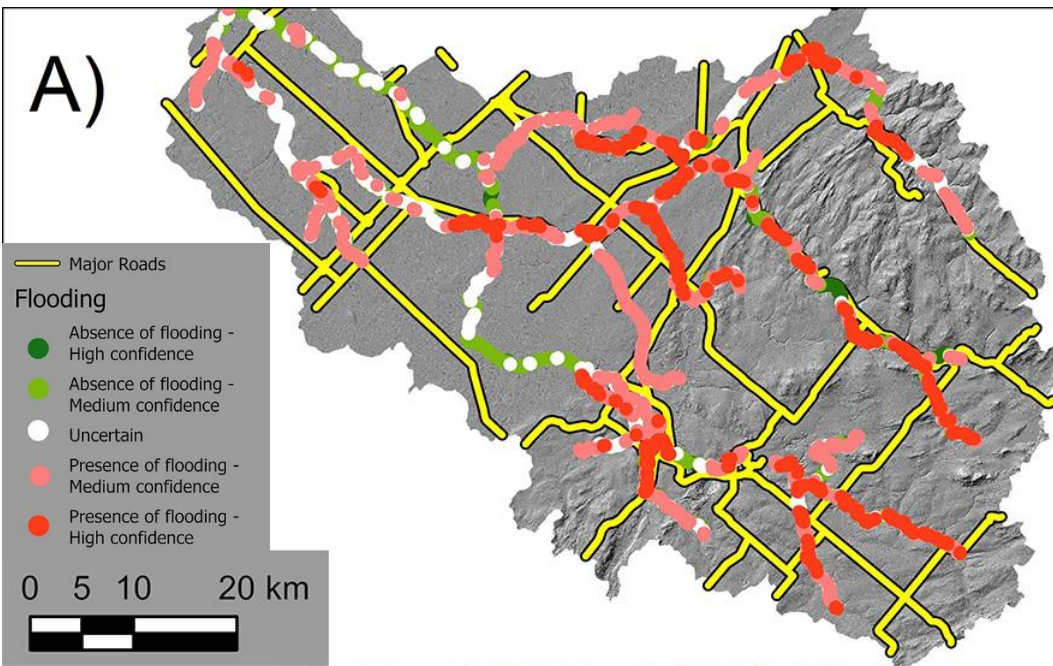 A)
Major Roads
Flooding
Absence of flooding -
High confidence
Absence of flooding -
Medium confidence
Uncertain
Presence of flooding -
Medium confidence
Presence of flooding -
High confidence
0 5 10 20 km